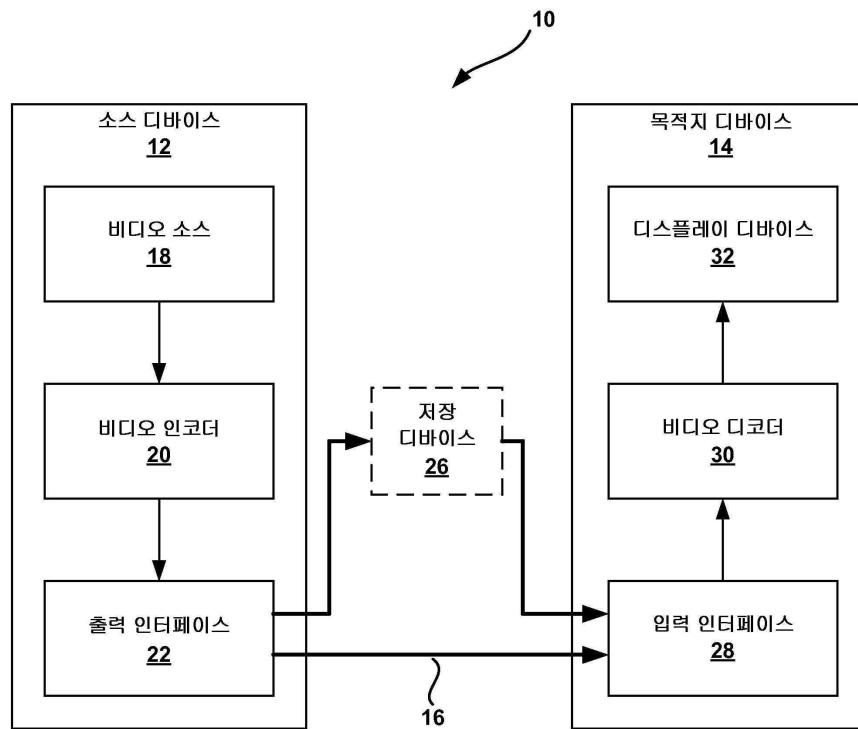 10
소스 디바이스
12
비디오 소스
18
비디오 인코더
20
출력 인터페이스
22
저장
디바이스
26
16
목적지 디바이스
14
디스플레이 디바이스
32
비디오 디코더
30
입력 인터페이스
28